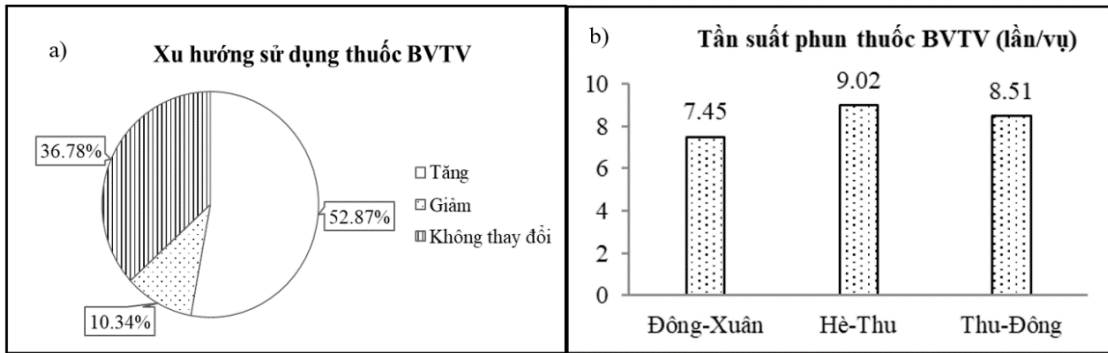 a)
Xu hướng sử dụng thuốc BVTV
36.78%
52.87%
10.34%
Tăng
Giảm
Không thay đổi
b)
Tần suất phun thuốc BVTV (lần/vụ)
10
8
6
4
2
0
7.45
9.02
8.51
Đông-Xuân
Hè-Thu
Thu-Đông